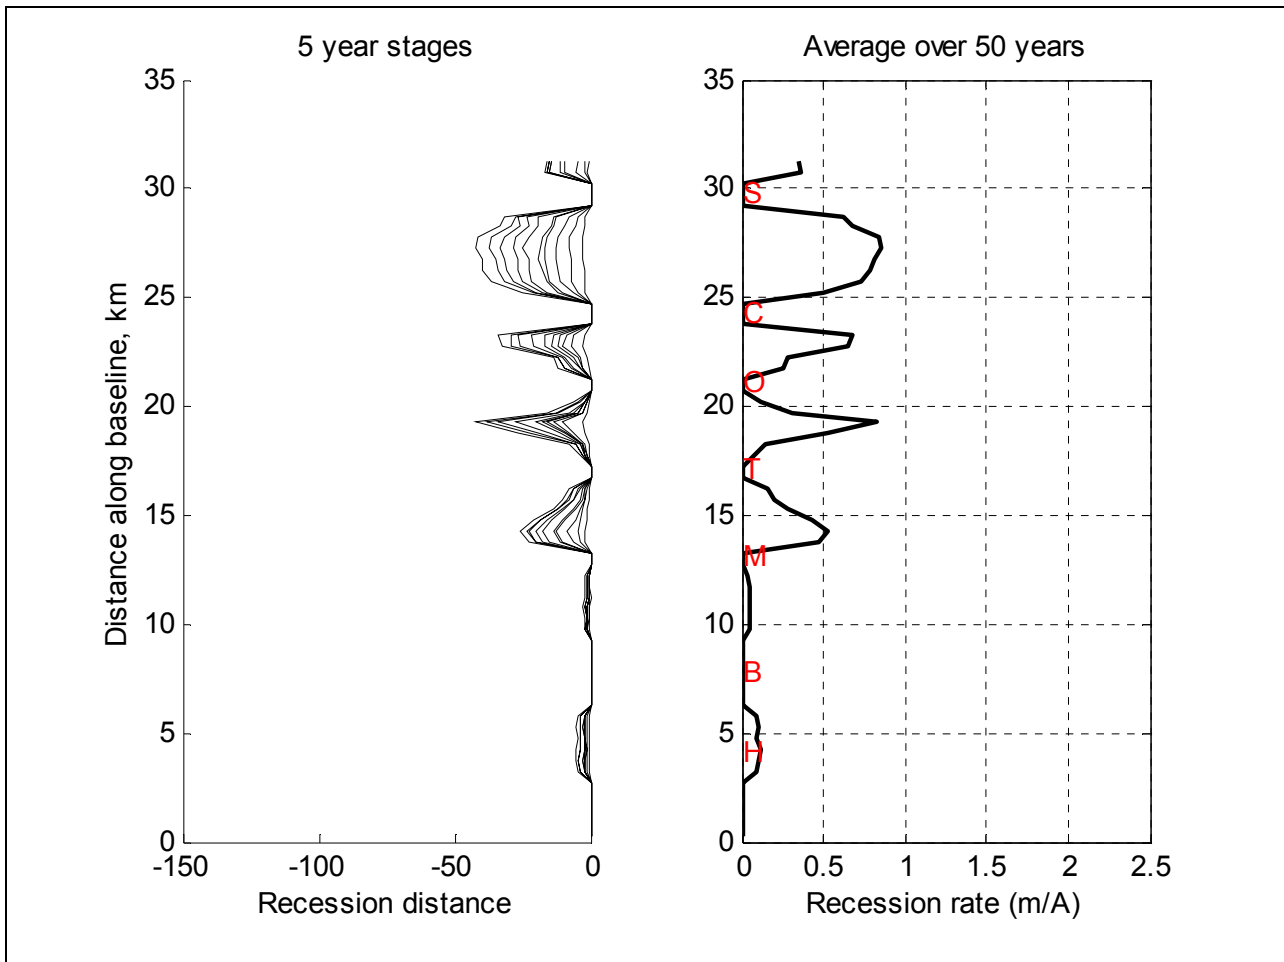 5 year stages
Average over 50 years
35
30
25
20
15
10
5
0
Distance along baseline, km
-150
-100
-50
0
Recession distance
35
30
25
20
15
10
5
0
S
C
O
T
M
B
H
0
0.5
1
1.5
2
2.5
Recession rate (m/A)